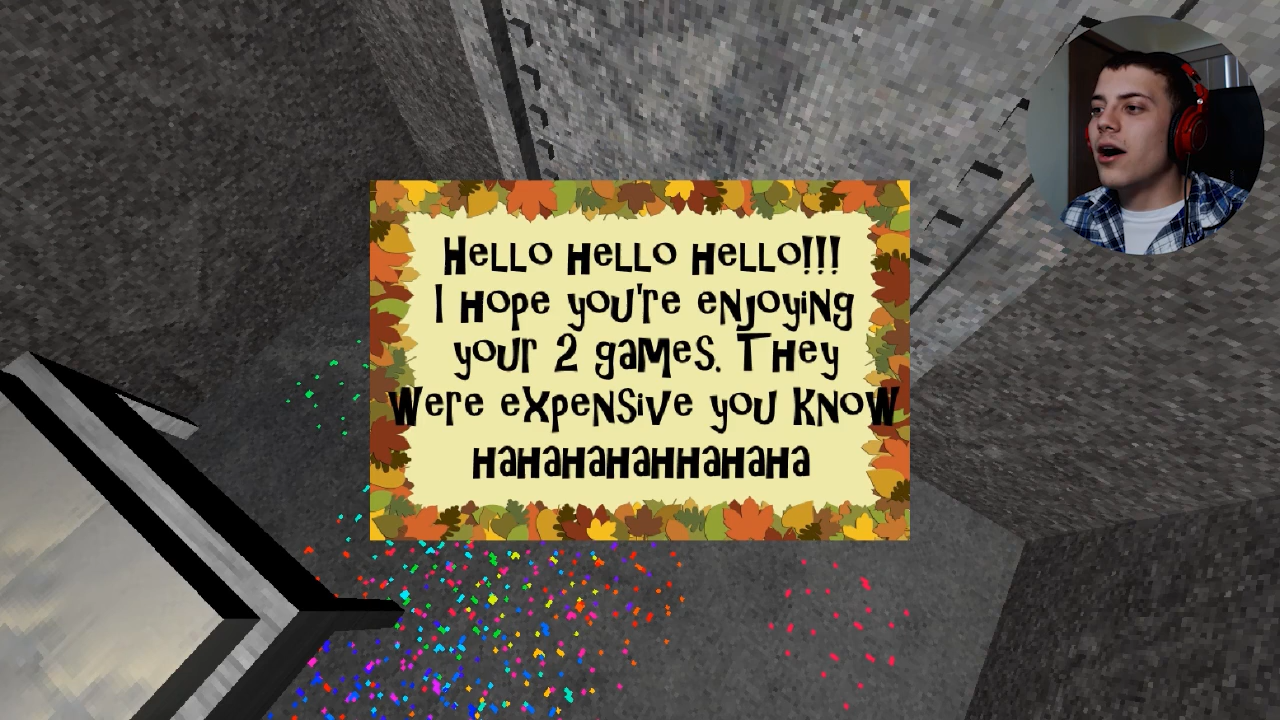 Hello Hello Hello!!!
I Hope you're enjoying
your 2 games. They
Were expensive you know
HaHaHaHaHHaHaHa